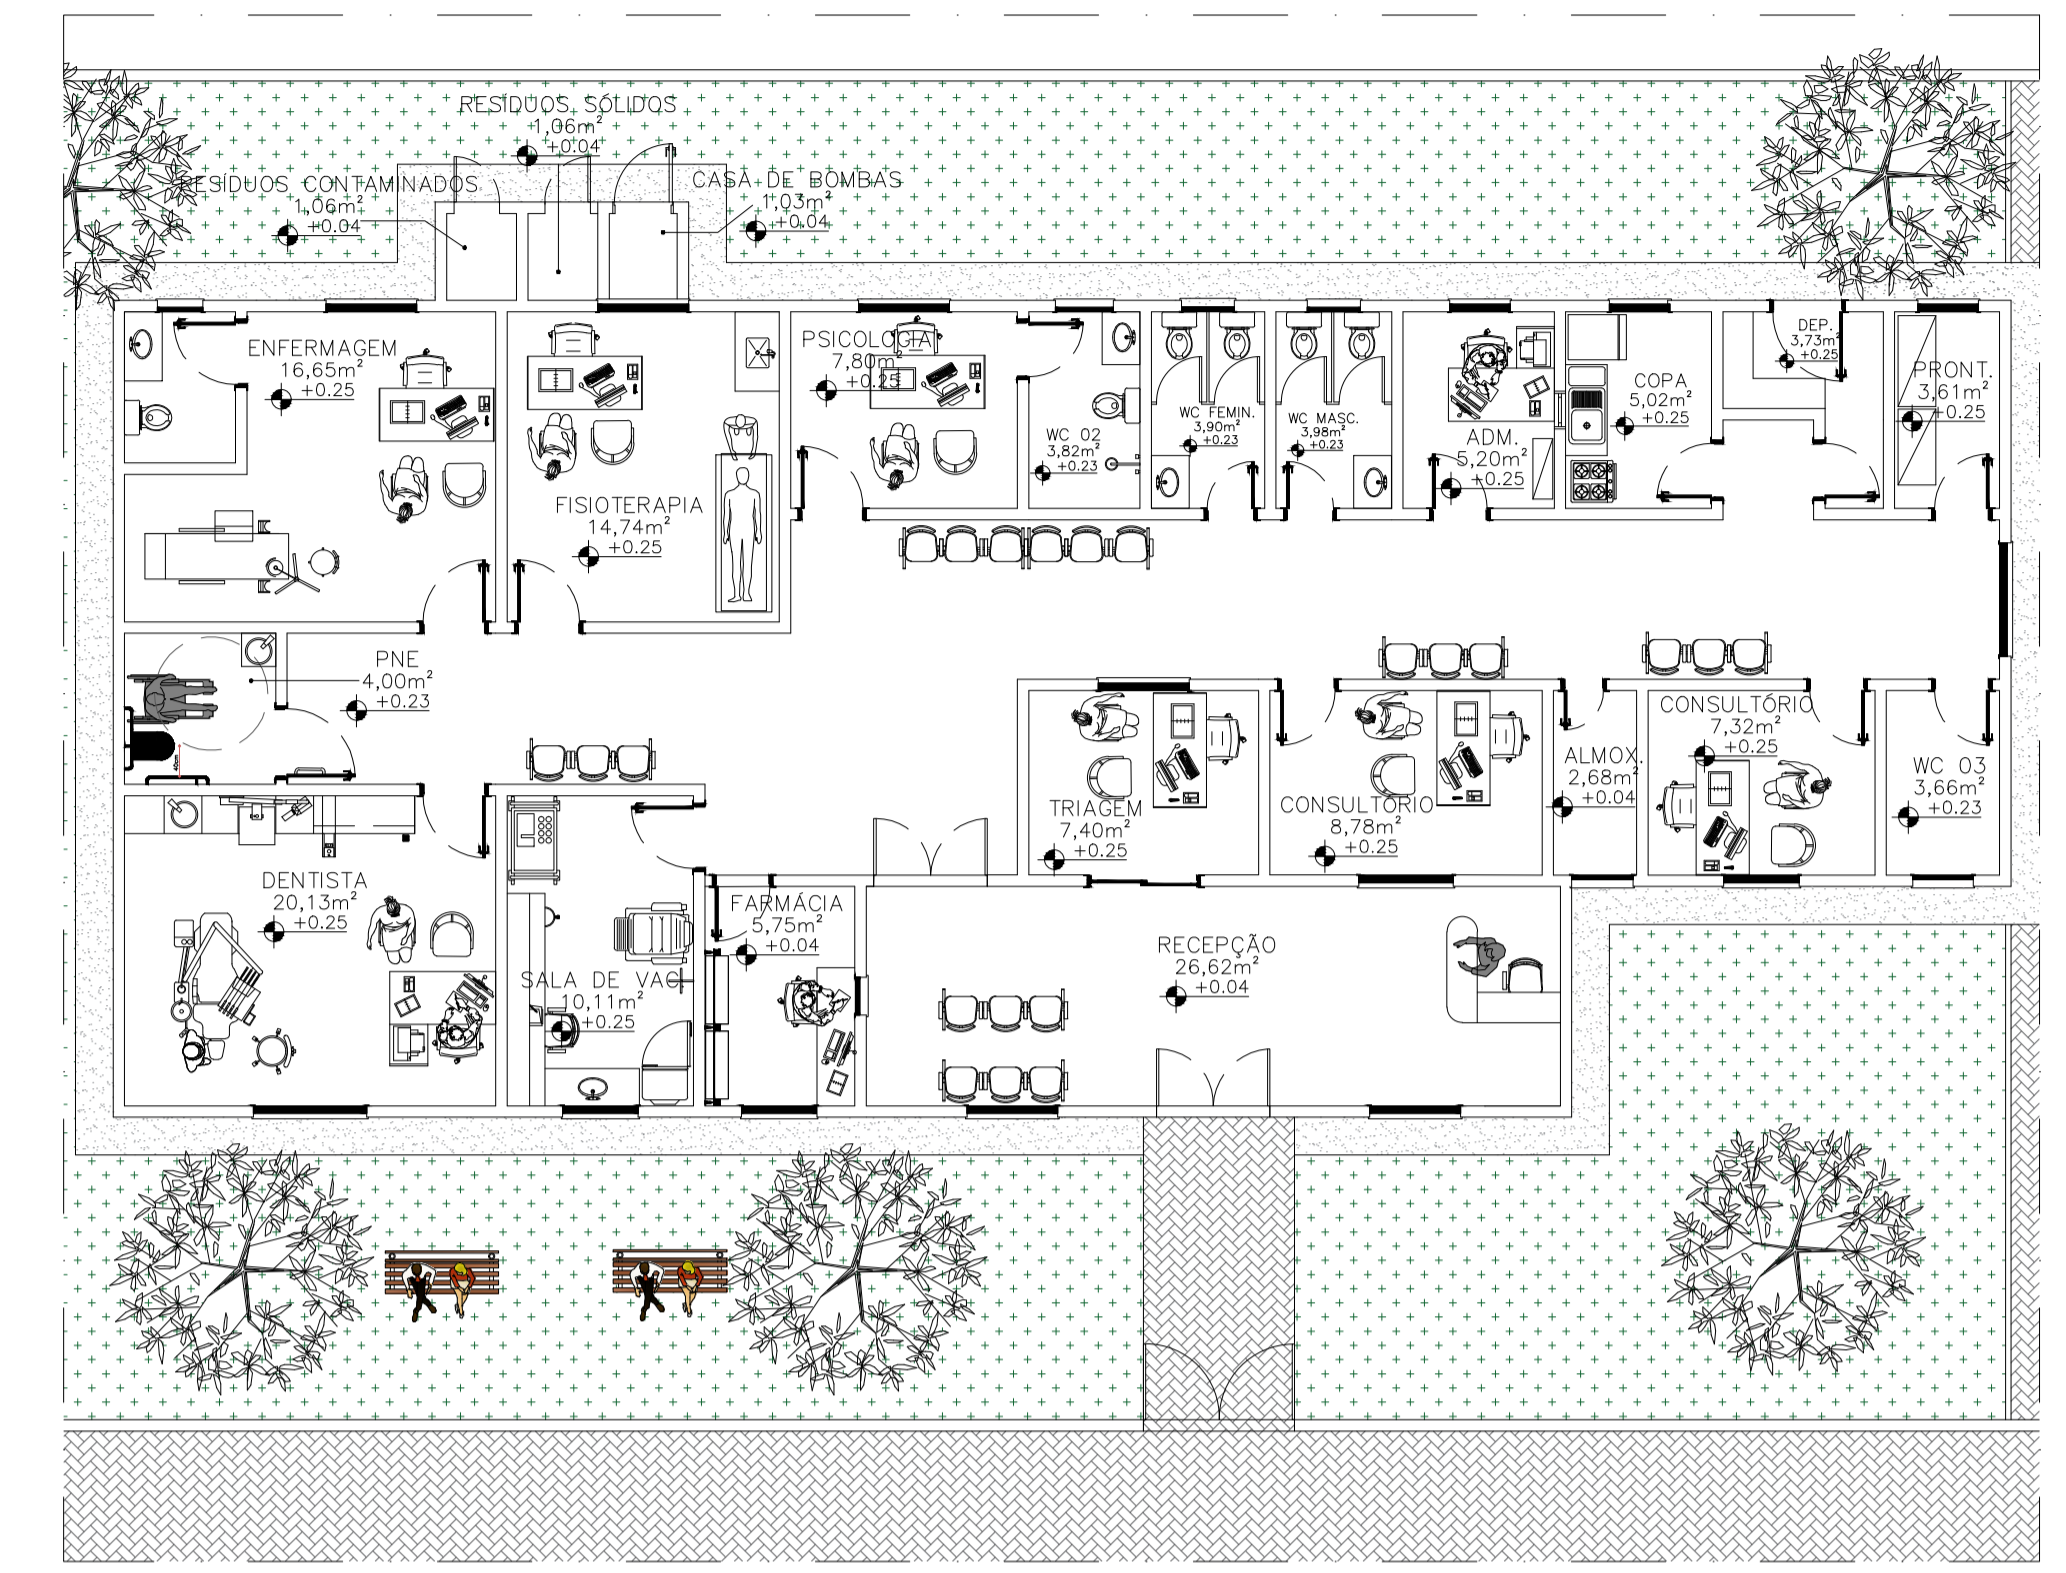 RESÍDUOS SÓLIDOS
1,06m²
+0.04
RESÍDUOS CONTAMINADOS
1,06m²
+0.04
CASA DE BOMBAS
1,03m²
+0.04
ENFERMAGEM
16,65m²
+0.25
FISIOTERAPIA
14,74m²
+0.25
PSICOLOGIA
7,80m²
+0.25
WC 02
3,82m²
+0.23
WC FEMIN.
3,90m²
+0.23
WC MASC.
3,98m²
+0.23
ADM.
5,20m²
+0.25
COPA
5,02m²
+0.25
DEP.
3,73m²
+0.25
PRONT.
3,61m²
+0.25
PNE
4,00m²
+0.23
40cm
TRIAGEM
7,40m²
+0.25
CONSULTÓRIO
8,78m²
+0.25
ALMOX.
2,68m²
+0.04
CONSULTÓRIO
7,32m²
+0.25
WC 03
3,66m²
+0.23
DENTISTA
20,13m²
+0.25
SALA DE VAC.
10,11m²
+0.25
FARMÁCIA
5,75m²
+0.04
RECEPÇÃO
26,62m²
+0.04